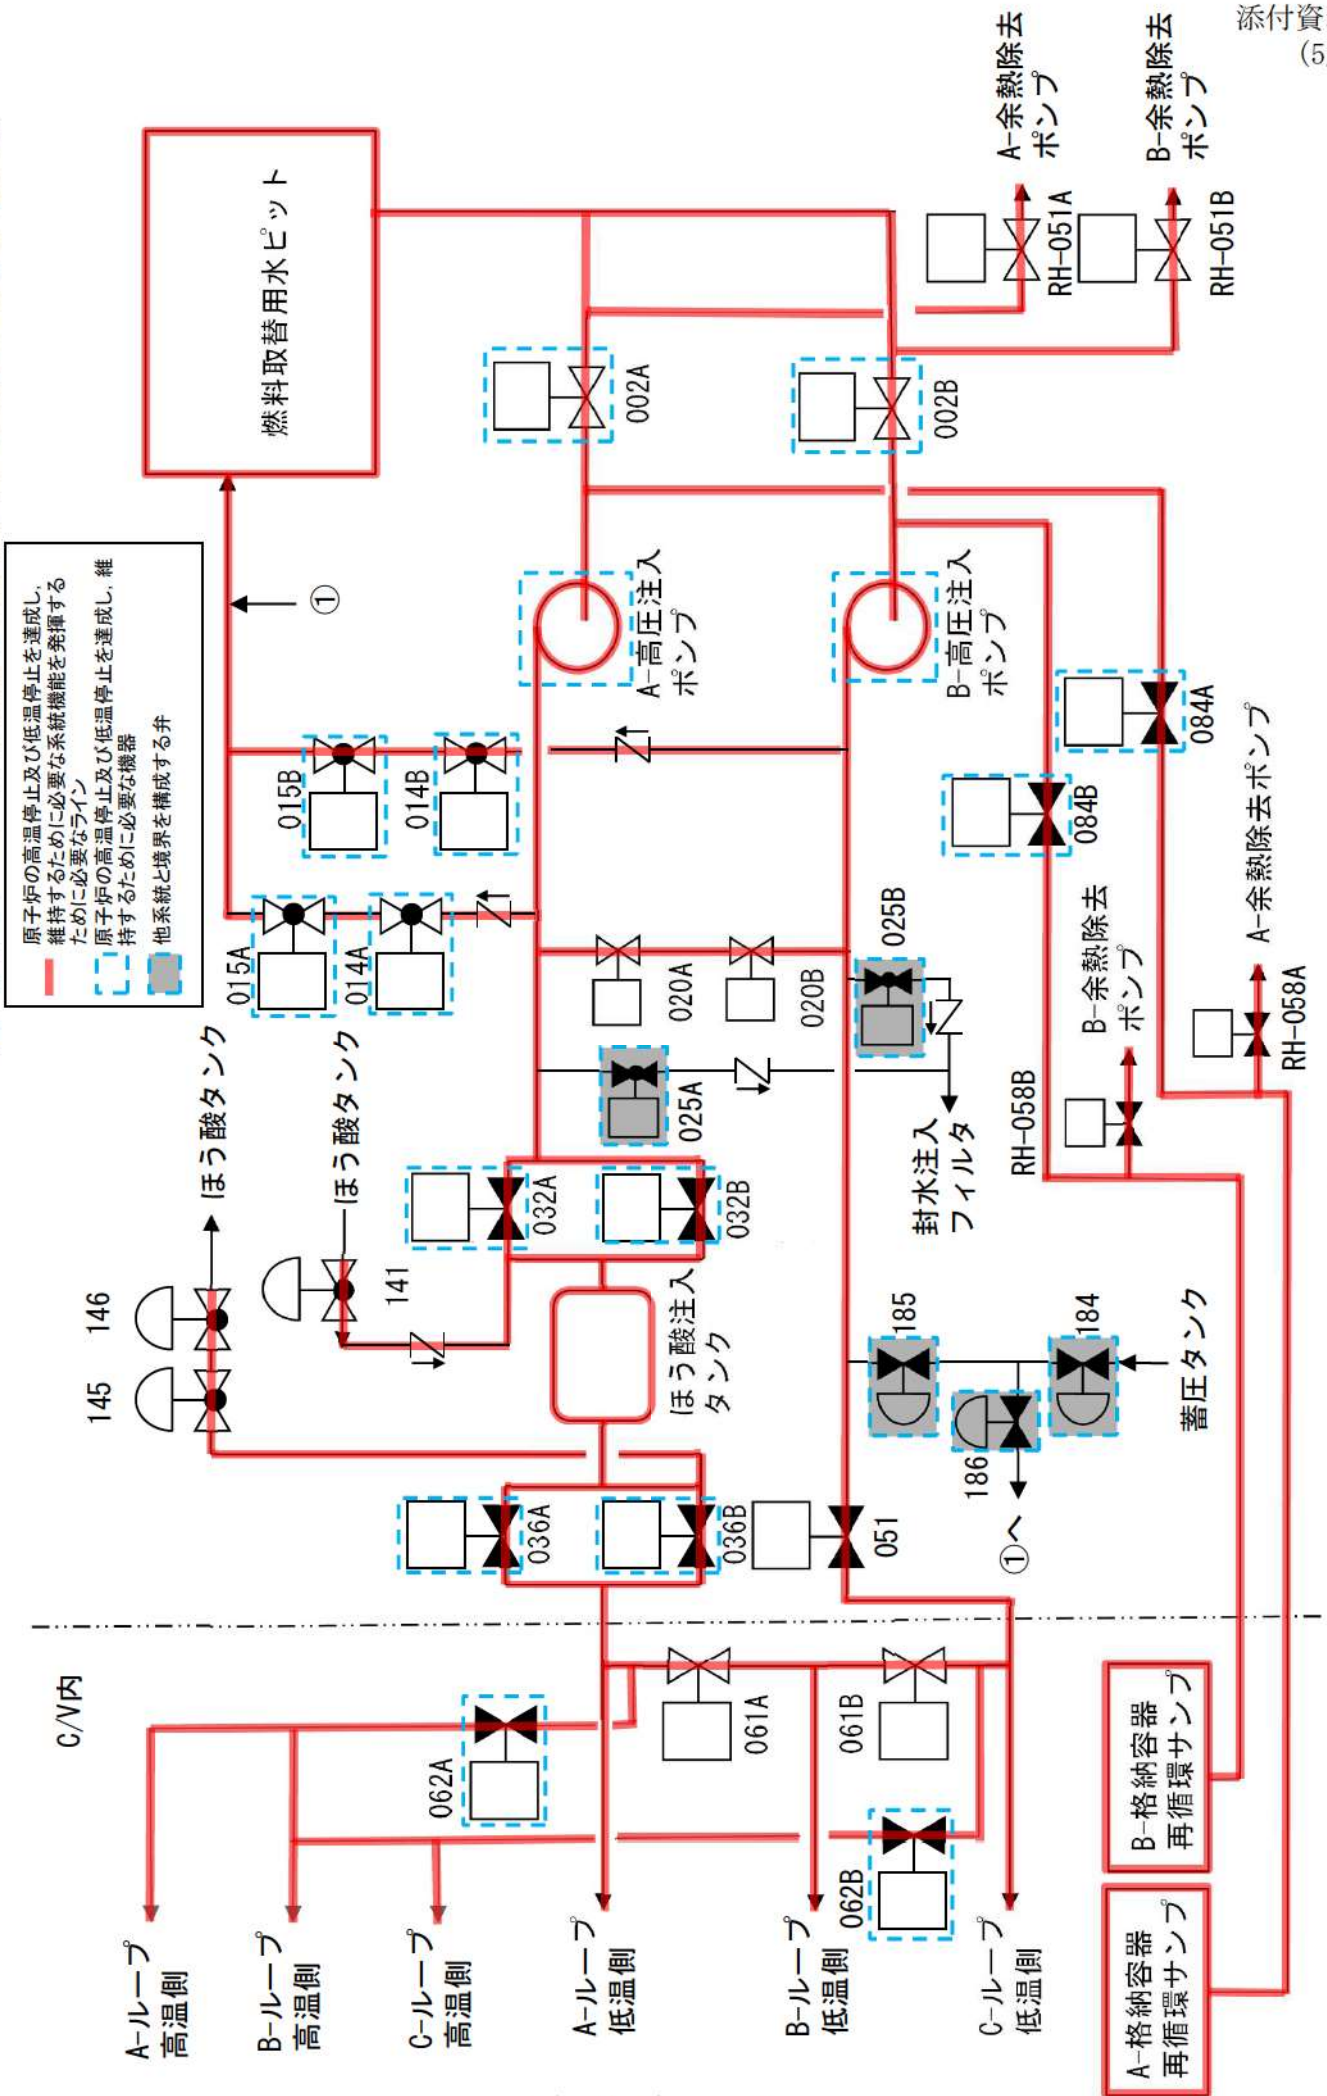 添付資
(5
原子炉の高温停止及び低温停止を達成し,
維持するために必要な系統機能を発揮する
ために必要なライン
原子炉の高温停止及び低温停止を達成し, 維
持するために必要な機器
他系統と境界を構成する弁
燃料取替用水ピット
①
A-余熱除去
ポンプ
B-余熱除去
ポンプ
RH-051A
RH-051B
002A
002B
A-高圧注入
ポンプ
B-高圧注入
ポンプ
015B
014B
015A
014A
020A
020B
025B
025A
084A
084B
A-余熱除去ポンプ
B-余熱除去
ポンプ
RH-058A
RH-058B
封水注入
フィルタ
ほう酸タンク
ほう酸タンク
146
145
141
032A
032B
ほう酸注入
タンク
036A
036B
051
185
184
186
①へ
蓄圧タンク
C/V内
062A
061A
061B
062B
A-ループ
高温側
B-ループ
高温側
C-ループ
高温側
A-ループ
低温側
B-ループ
低温側
C-ループ
低温側
B-格納容器
再循環サンプ
A-格納容器
再循環サンプ